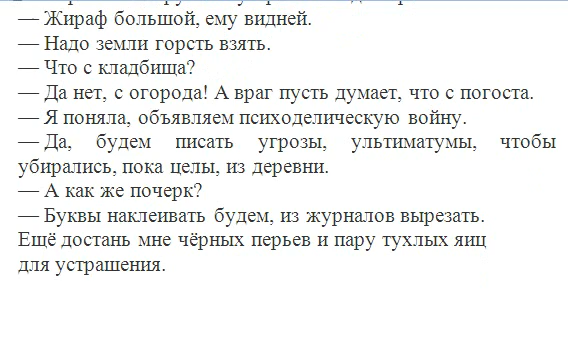 — Жираф большой, ему видней.
— Надо земли горсть взять.
— Что с кладбища?
— Да нет, с огорода! А враг пусть думает, что с погоста.
— Я поняла, объявляем психоделическую войну.
— Да, будем писать угрозы, ультиматумы, чтобы
убирались, пока целы, из деревни.
— А как же почерк?
— Буквы наклеивать будем, из журналов вырезать.
Ещё достань мне чёрных перьев и пару тухлых яиц
для устрашения.